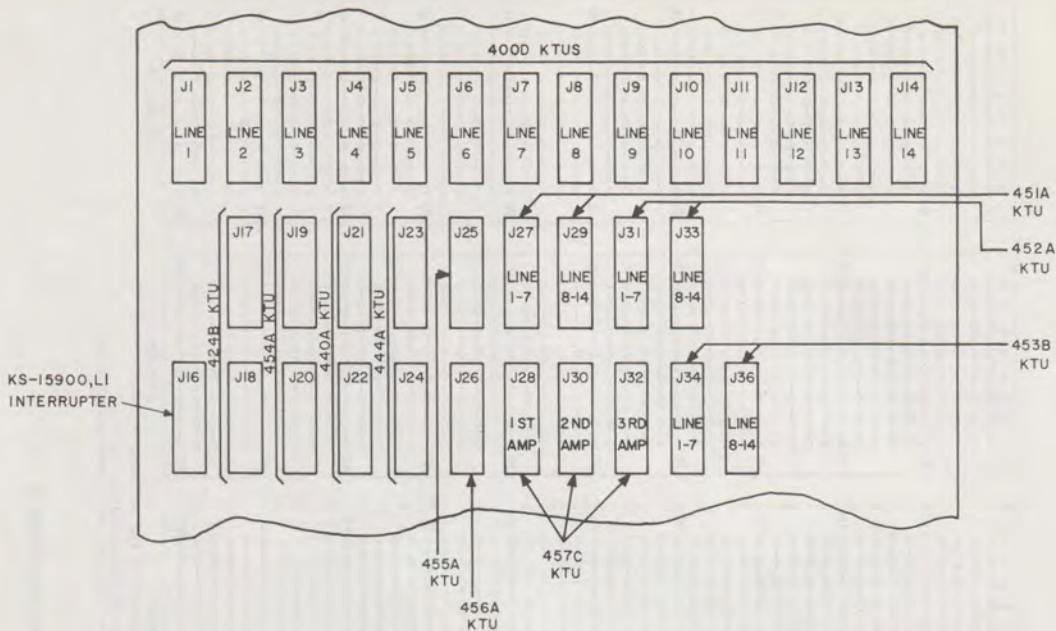 400D KTUS
J1 J2 J3 J4 J5 J6 J7 J8 J9 J10 J11 J12 J13 J14
LINE LINE LINE LINE LINE LINE LINE LINE LINE LINE LINE LINE LINE LINE
1 2 3 4 5 6 7 8 9 10 11 12 13 14
451A
KTU
452A
KTU
J17 J19 J21 J23 J25 J27 J29 J31 J33
LINE LINE LINE LINE
1-7 8-14 1-7 8-14
424B KTU
454A KTU
440A KTU
444A KTU
453B
KTU
KS-15900,L1
INTERRUPTER
J16 J18 J20 J22 J24 J26 J28 J30 J32 J34 J36
1ST 2ND 3RD LINE LINE
AMP AMP AMP 1-7 8-14
455A
KTU
456A
KTU
457C
KTU